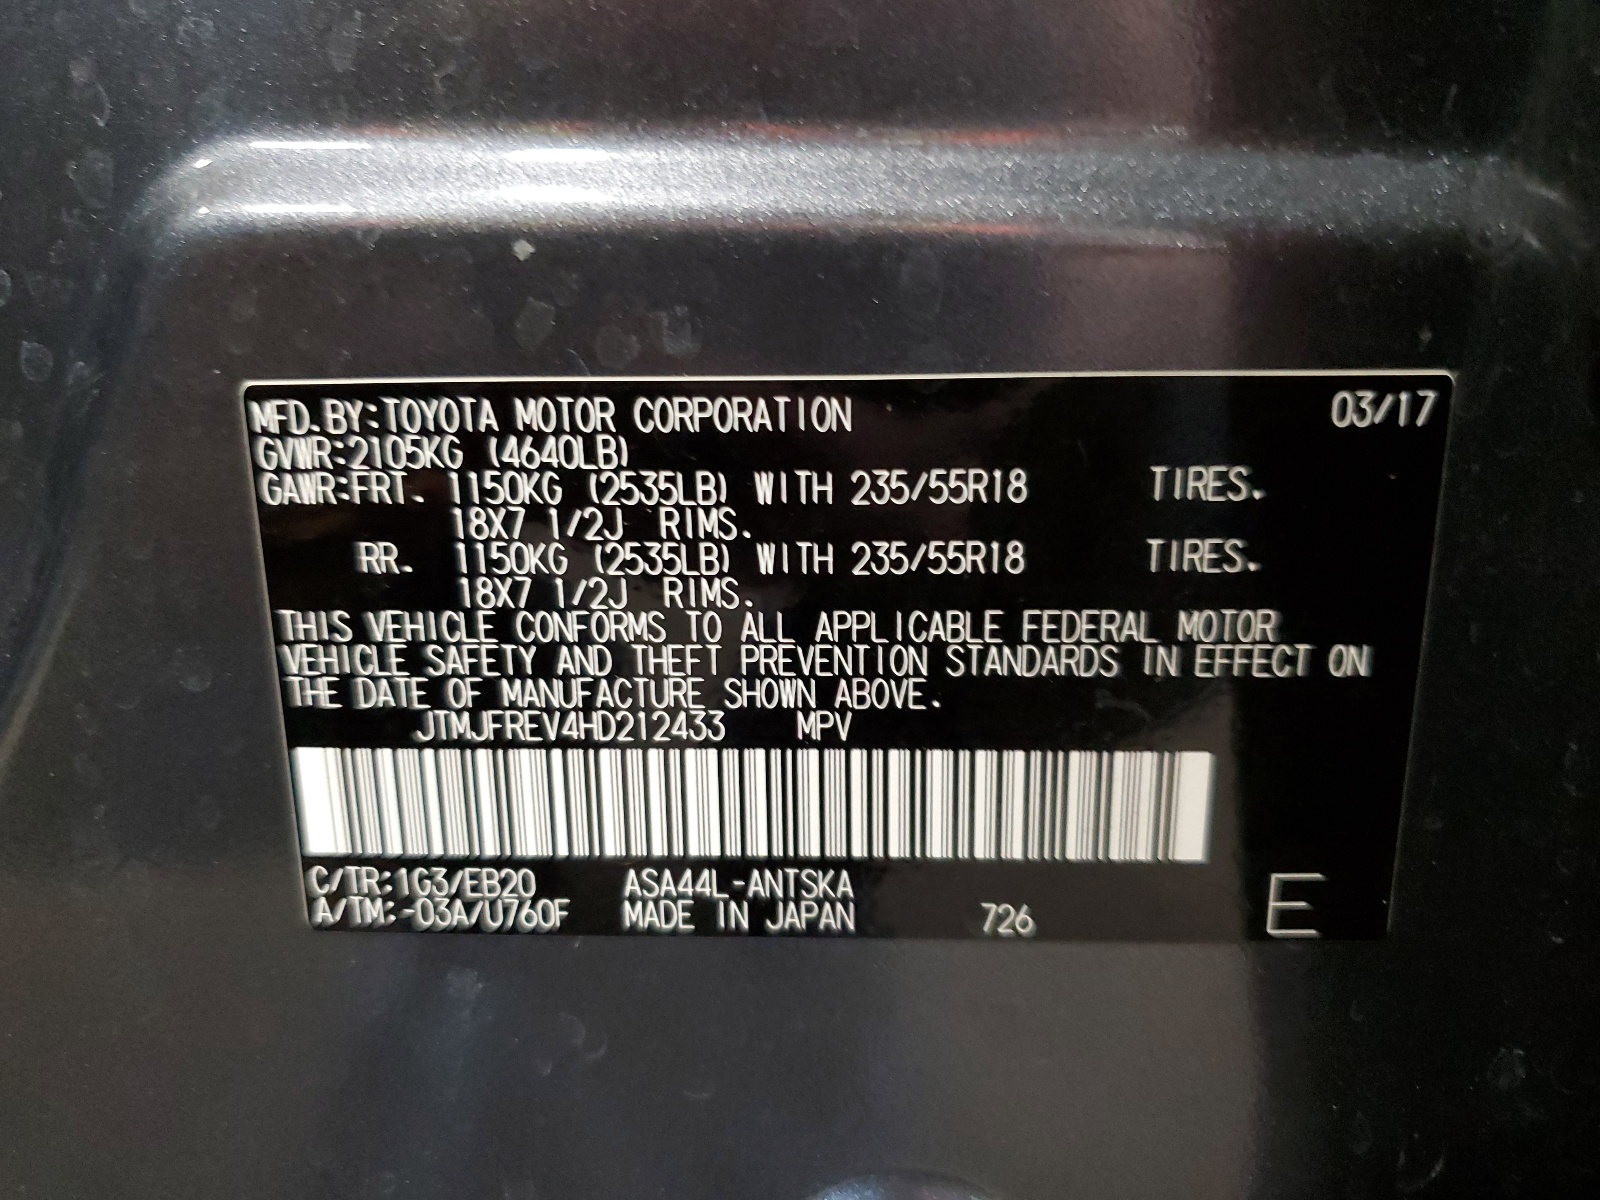 MFD.BY:TOYOTA MOTOR CORPORATION 03/17
GVWR:2105KG (4640LB)
GAWR:FRT. 1150KG (2535LB) WITH 235/55R18 TIRES.
18X7 1/2J RIMS.
RR. 1150KG (2535LB) WITH 235/55R18 TIRES.
18X7 1/2J RIMS.
THIS VEHICLE CONFORMS TO ALL APPLICABLE FEDERAL MOTOR
VEHICLE SAFETY AND THEFT PREVENTION STANDARDS IN EFFECT ON
THE DATE OF MANUFACTURE SHOWN ABOVE.
JTMJFREV4HD212433 MPV
C/TR:1G3/EB20 ASA44L-ANTSKA
A/TM:-03A/U760F MADE IN JAPAN 726 E